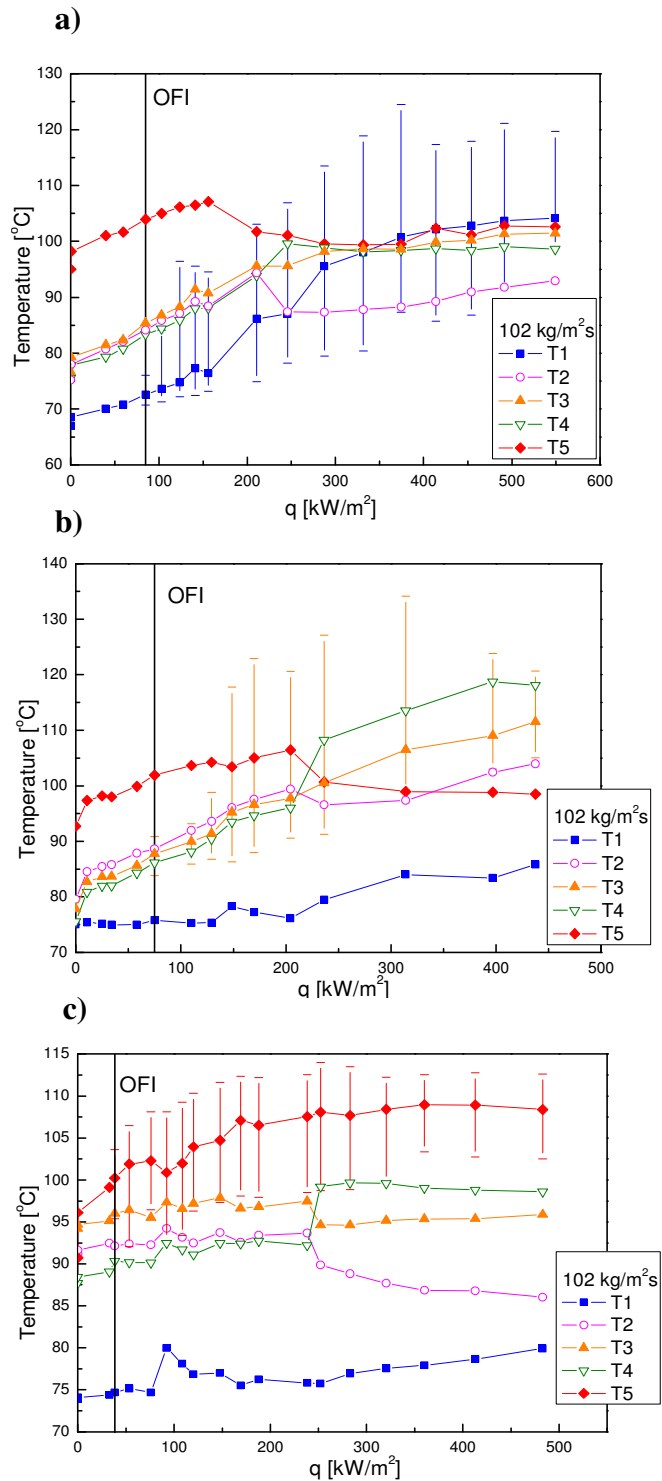 a)
130
120
110
100
90
80
70
60
0
100
200
300
400
500
600
Temperature [°C]
q [kW/m²]
OFI
102 kg/m²s
T1
T2
T3
T4
T5
b)
140
130
120
110
100
90
80
70
0
100
200
300
400
500
Temperature [°C]
q [kW/m²]
OFI
102 kg/m²s
T1
T2
T3
T4
T5
c)
115
110
105
100
95
90
85
80
75
70
0
100
200
300
400
500
Temperature [°C]
q [kW/m²]
OFI
102 kg/m²s
T1
T2
T3
T4
T5